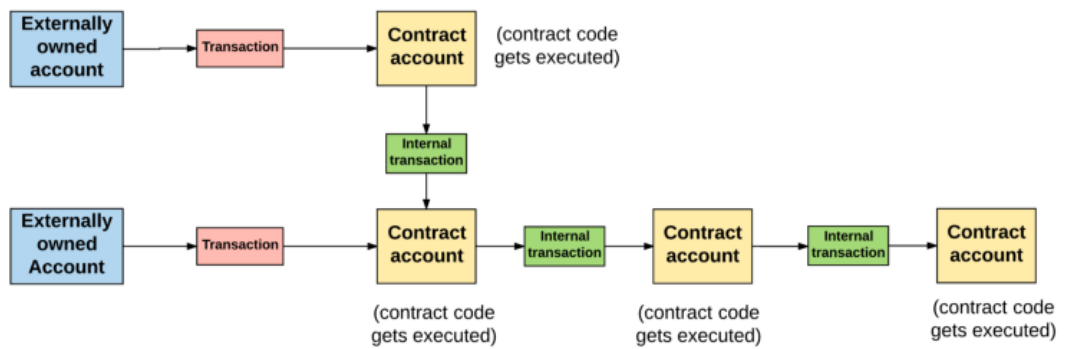 Externally
owned
account
Transaction
Contract
account
(contract code
gets executed)
Internal
transaction
Externally
owned
Account
Transaction
Contract
account
(contract code
gets executed)
Internal
transaction
Contract
account
(contract code
gets executed)
Internal
transaction
Contract
account
(contract code
gets executed)